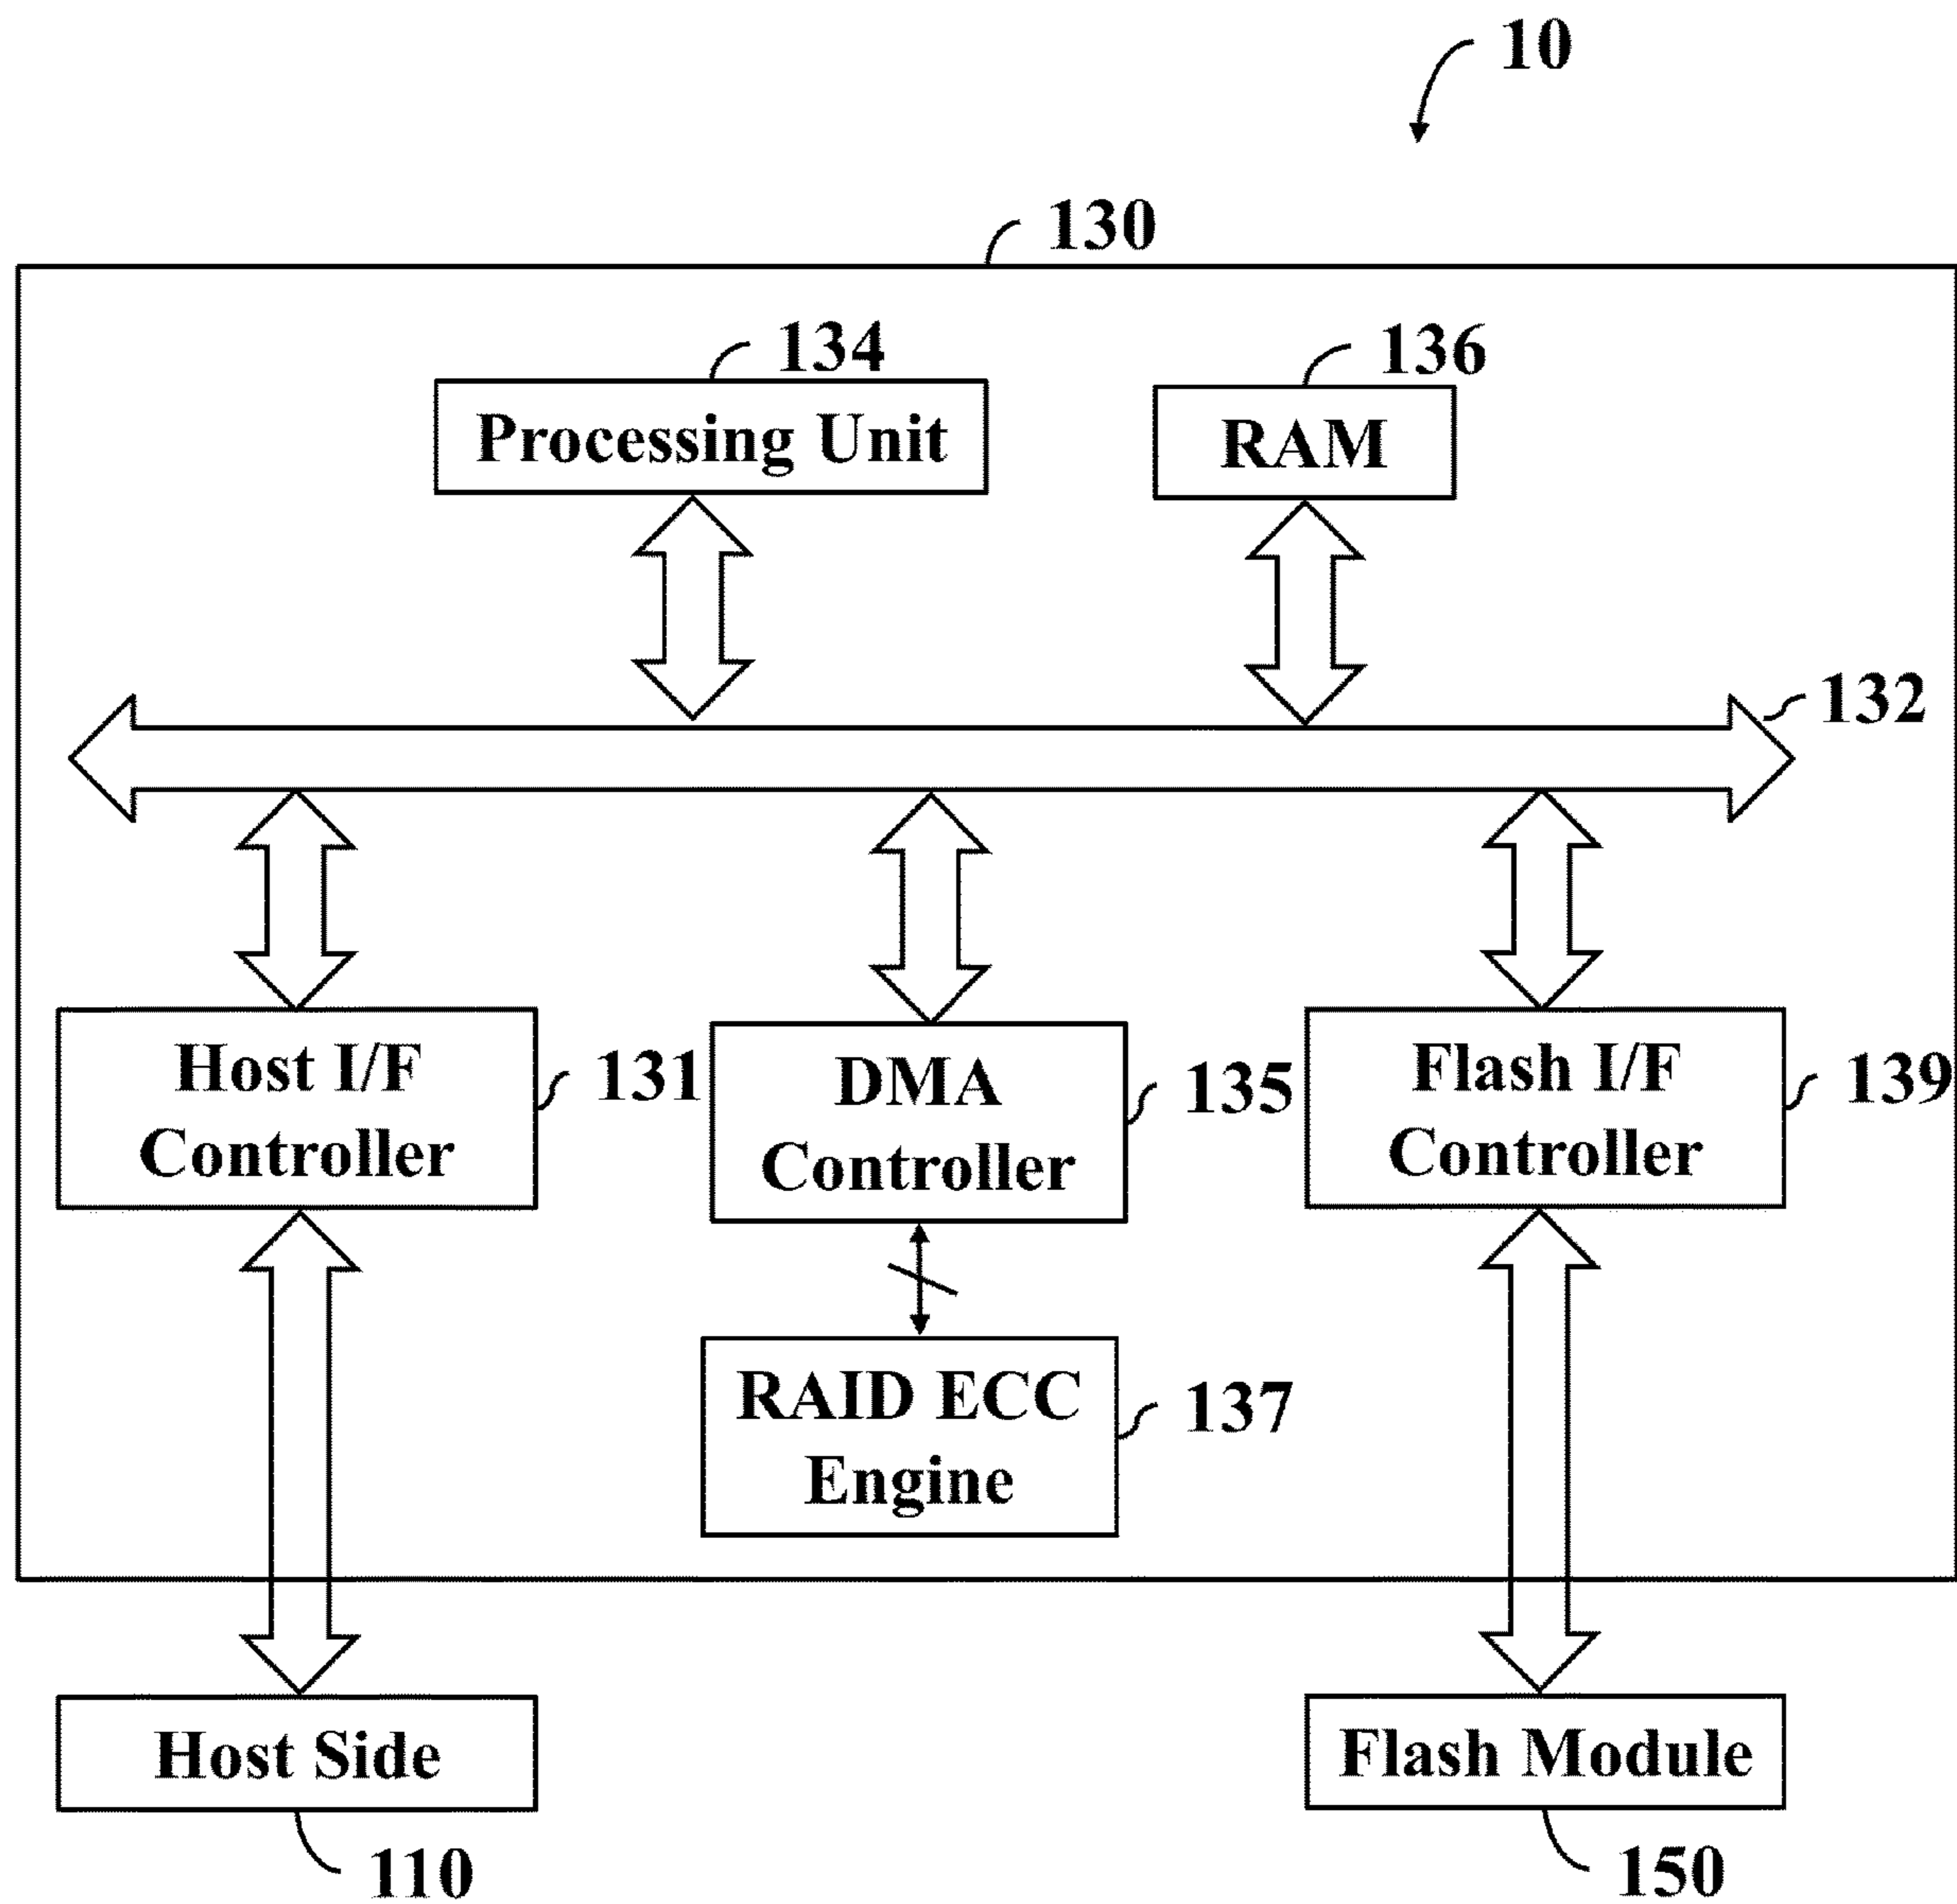 10
130
134
136
Processing Unit
RAM
132
Host I/F
Controller
131
DMA
Controller
135
Flash I/F
Controller
139
RAID ECC
Engine
137
Host Side
Flash Module
110
150